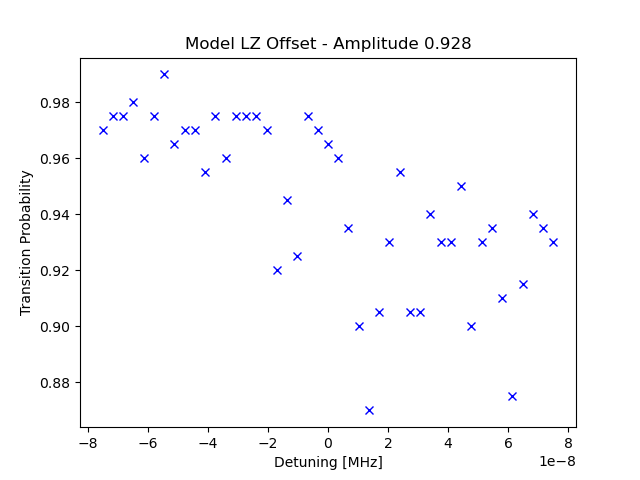 Model LZ Offset - Amplitude 0.928
Transition Probability
0.98
0.96
0.94
0.92
0.90
0.88
−8 −6 −4 −2 0 2 4 6 8
1e−8
Detuning [MHz]